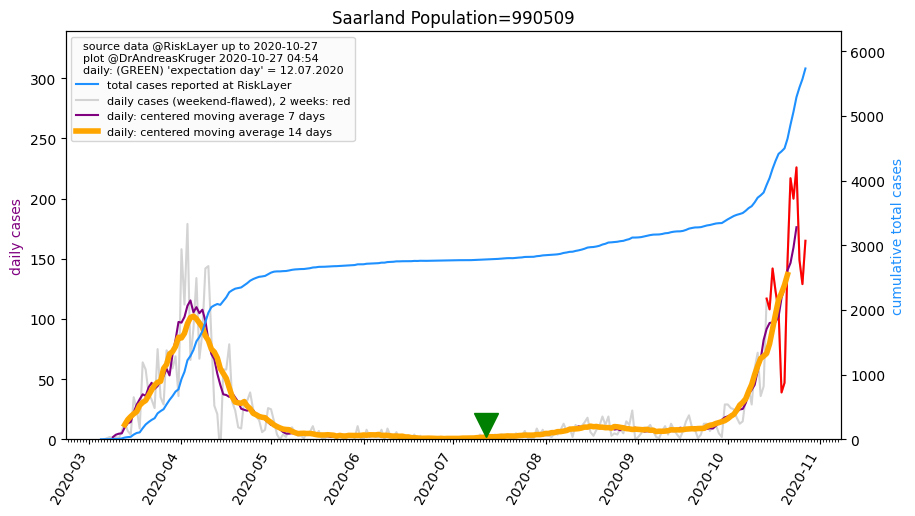 Saarland Population=990509
source data @RiskLayer up to 2020-10-27
plot @DrAndreasKruger 2020-10-27 04:54
daily: (GREEN) 'expectation day' = 12.07.2020
total cases reported at RiskLayer
daily cases (weekend-flawed), 2 weeks: red
daily: centered moving average 7 days
daily: centered moving average 14 days
daily cases
300
250
200
150
100
50
0
cumulative total cases
6000
5000
4000
3000
2000
1000
0
2020-03
2020-04
2020-05
2020-06
2020-07
2020-08
2020-09
2020-10
2020-11